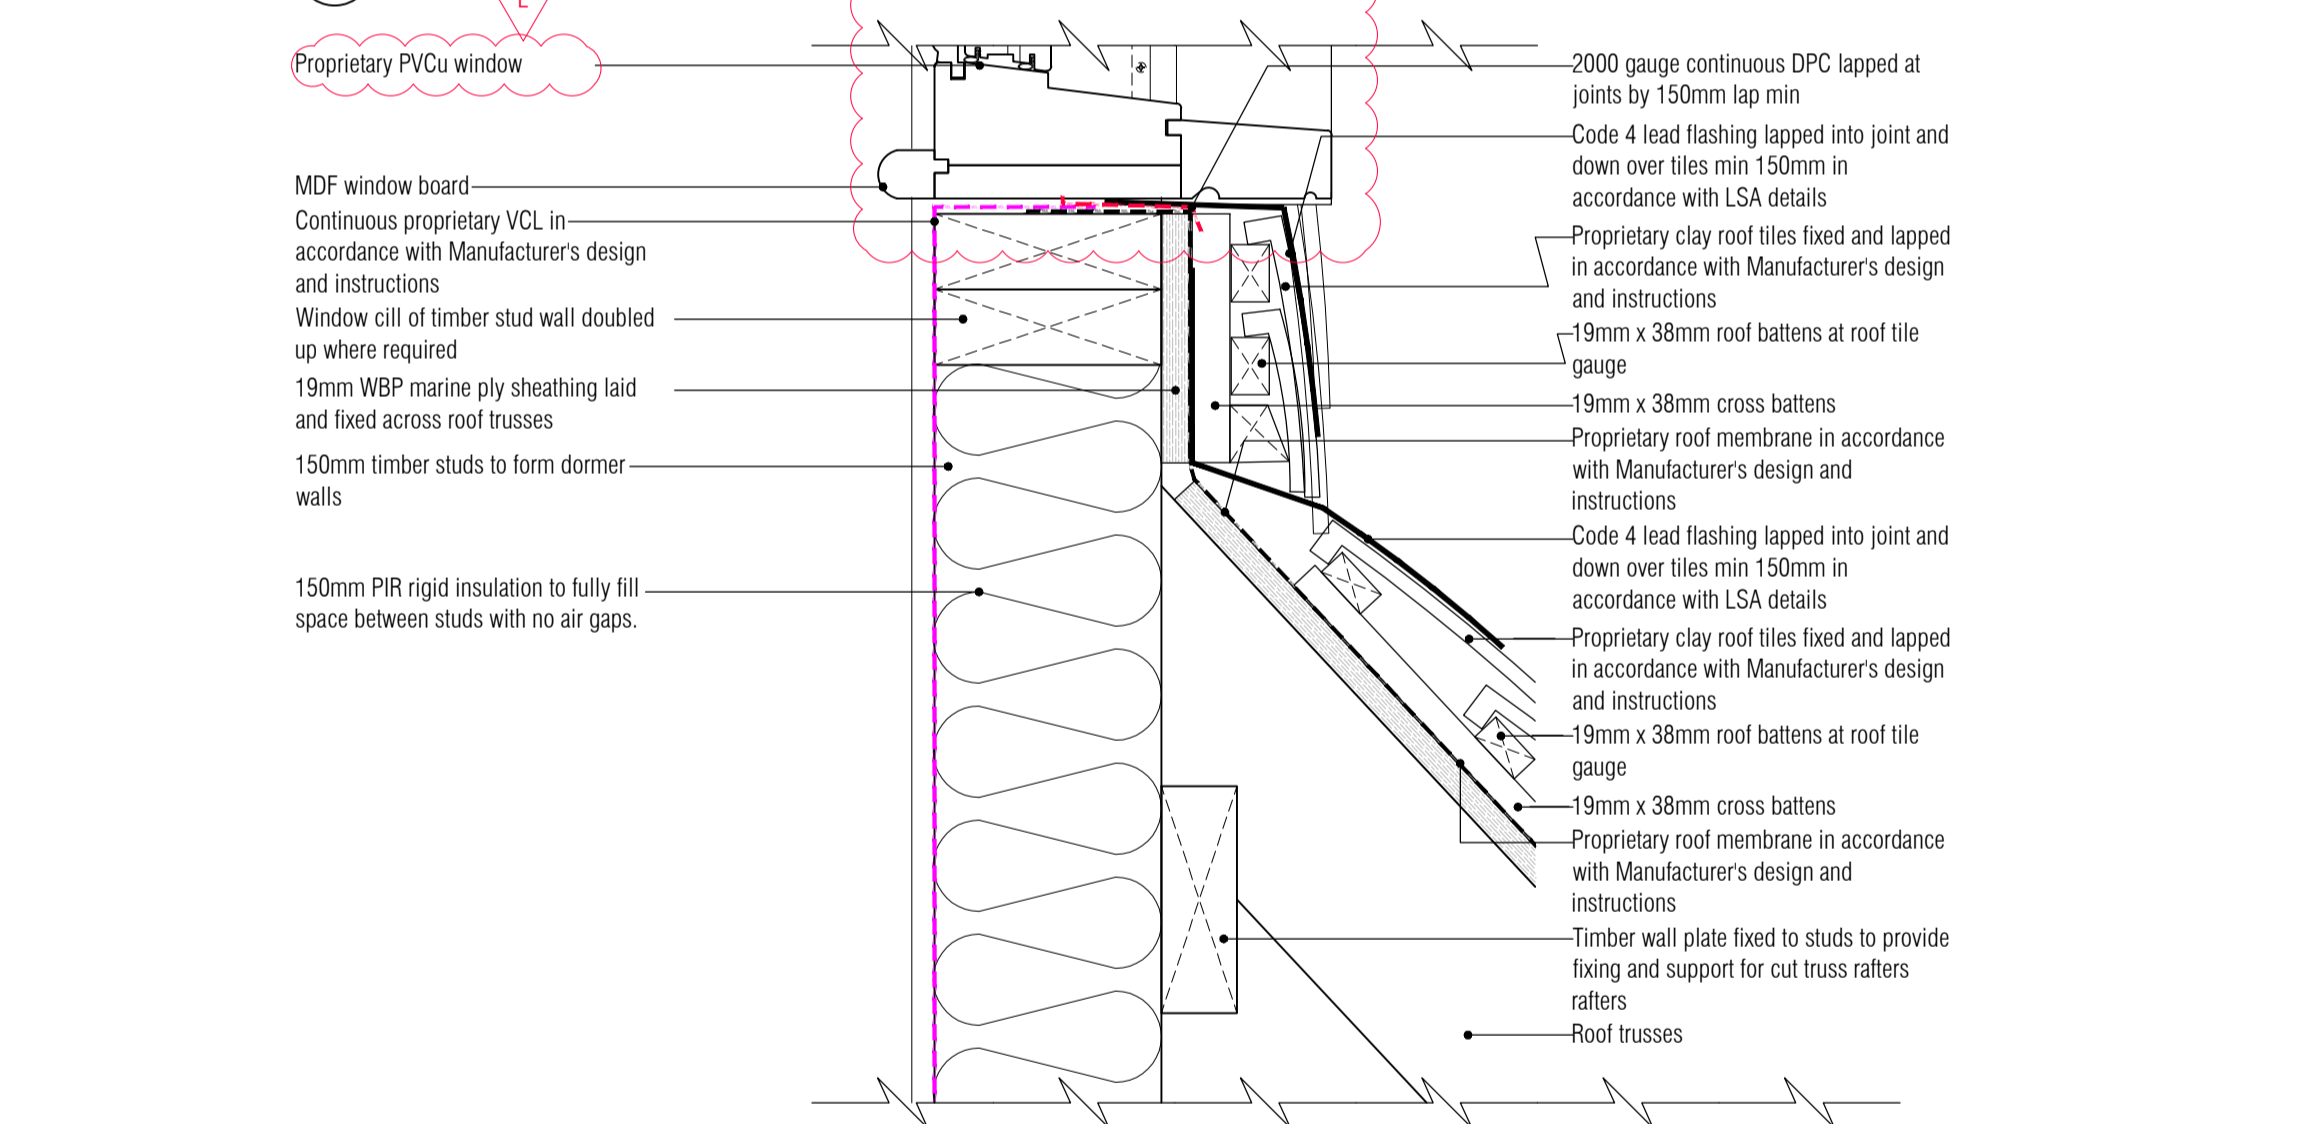 L
Proprietary PVCu window
MDF window board
Continuous proprietary VCL in
accordance with Manufacturer's design
and instructions
Window cill of timber stud wall doubled
up where required
19mm WBP marine ply sheathing laid
and fixed across roof trusses
150mm timber studs to form dormer
walls
150mm PIR rigid insulation to fully fill
space between studs with no air gaps.
2000 gauge continuous DPC lapped at
joints by 150mm lap min
Code 4 lead flashing lapped into joint and
down over tiles min 150mm in
accordance with LSA details
Proprietary clay roof tiles fixed and lapped
in accordance with Manufacturer's design
and instructions
19mm x 38mm roof battens at roof tile
gauge
19mm x 38mm cross battens
Proprietary roof membrane in accordance
with Manufacturer's design and
instructions
Code 4 lead flashing lapped into joint and
down over tiles min 150mm in
accordance with LSA details
Proprietary clay roof tiles fixed and lapped
in accordance with Manufacturer's design
and instructions
19mm x 38mm roof battens at roof tile
gauge
19mm x 38mm cross battens
Proprietary roof membrane in accordance
with Manufacturer's design and
instructions
Timber wall plate fixed to studs to provide
fixing and support for cut truss rafters
rafters
Roof trusses